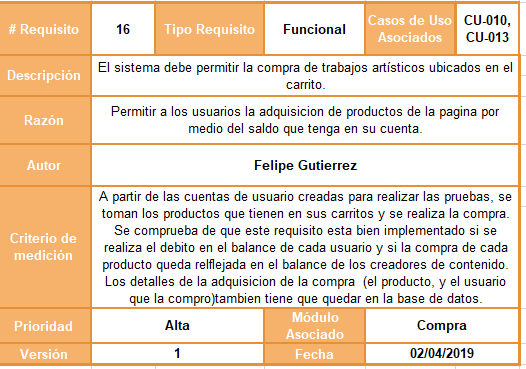 # Requisito 16 Tipo Requisito Funcional Casos de Uso Asociados CU-010, CU-013
Descripción El sistema debe permitir la compra de trabajos artísticos ubicados en el
carrito.
Razón Permitir a los usuarios la adquisicion de productos de la pagina por
medio del saldo que tenga en su cuenta.
Autor Felipe Gutierrez
Criterio de medición
A partir de las cuentas de usuario creadas para realizar las pruebas, se
toman los productos que tienen en sus carritos y se realiza la compra.
Se comprueba de que este requisito esta bien implementado si se
realiza el debito en el balance de cada usuario y si la compra de cada
producto queda relflejada en el balance de los creadores de contenido.
Los detalles de la adquisicion de la compra (el producto, y el usuario
que la compro)tambien tiene que quedar en la base de datos.
Prioridad Alta Módulo Asociado Compra
Versión 1 Fecha 02/04/2019